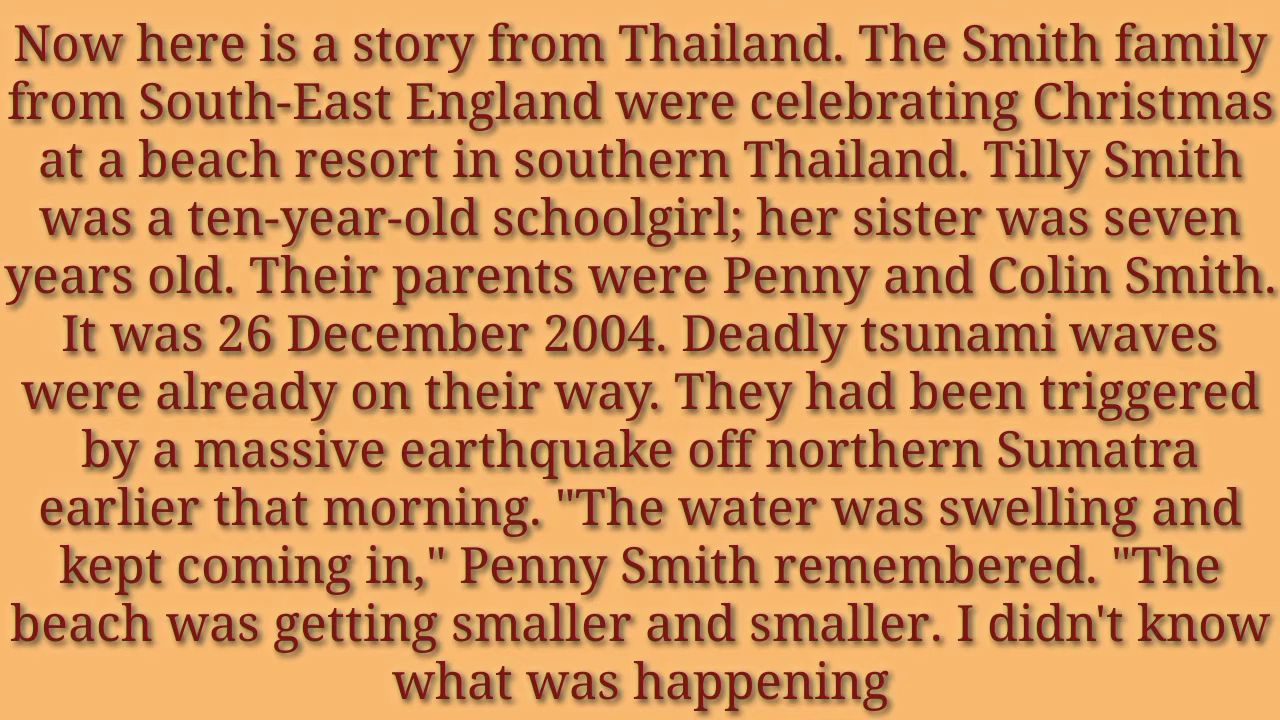 Now here is a story from Thailand. The Smith family
from South-East England were celebrating Christmas
at a beach resort in southern Thailand. Tilly Smith
was a ten-year-old schoolgirl; her sister was seven
years old. Their parents were Penny and Colin Smith.
It was 26 December 2004. Deadly tsunami waves
were already on their way. They had been triggered
by a massive earthquake off northern Sumatra
earlier that morning. "The water was swelling and
kept coming in," Penny Smith remembered. "The
beach was getting smaller and smaller. I didn't know
what was happening